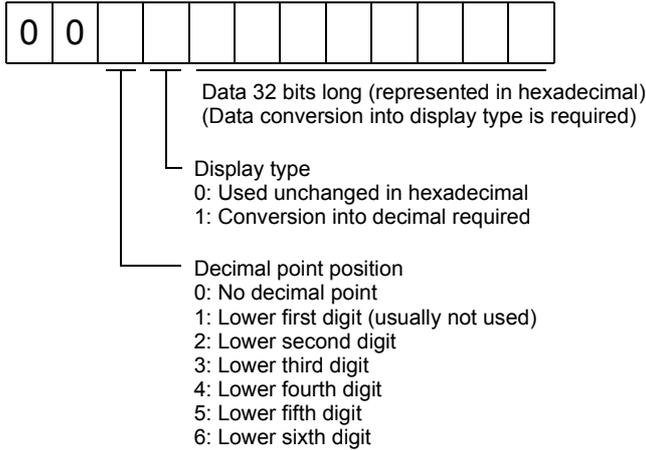 0 0
Data 32 bits long (represented in hexadecimal)
(Data conversion into display type is required)
Display type
0: Used unchanged in hexadecimal
1: Conversion into decimal required
Decimal point position
0: No decimal point
1: Lower first digit (usually not used)
2: Lower second digit
3: Lower third digit
4: Lower fourth digit
5: Lower fifth digit
6: Lower sixth digit